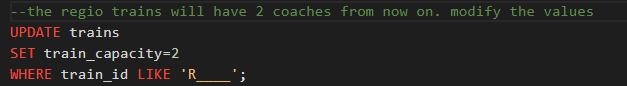 --the regio trains will have 2 coaches from now on. modify the values
UPDATE trains
SET train_capacity=2
WHERE train_id LIKE 'R____';